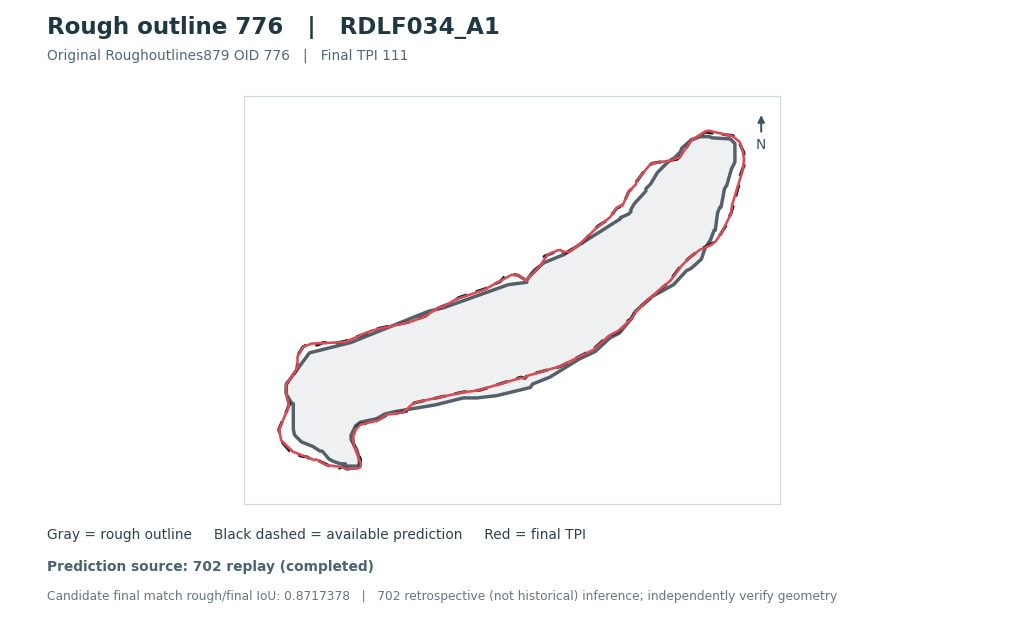 Rough outline 776 | RDLF034_A1
Original Roughoutlines879 OID 776 | Final TPI 111
N
Gray = rough outline Black dashed = available prediction Red = final TPI
Prediction source: 702 replay (completed)
Candidate final match rough/final IoU: 0.8717378 | 702 retrospective (not historical) inference; independently verify geometry